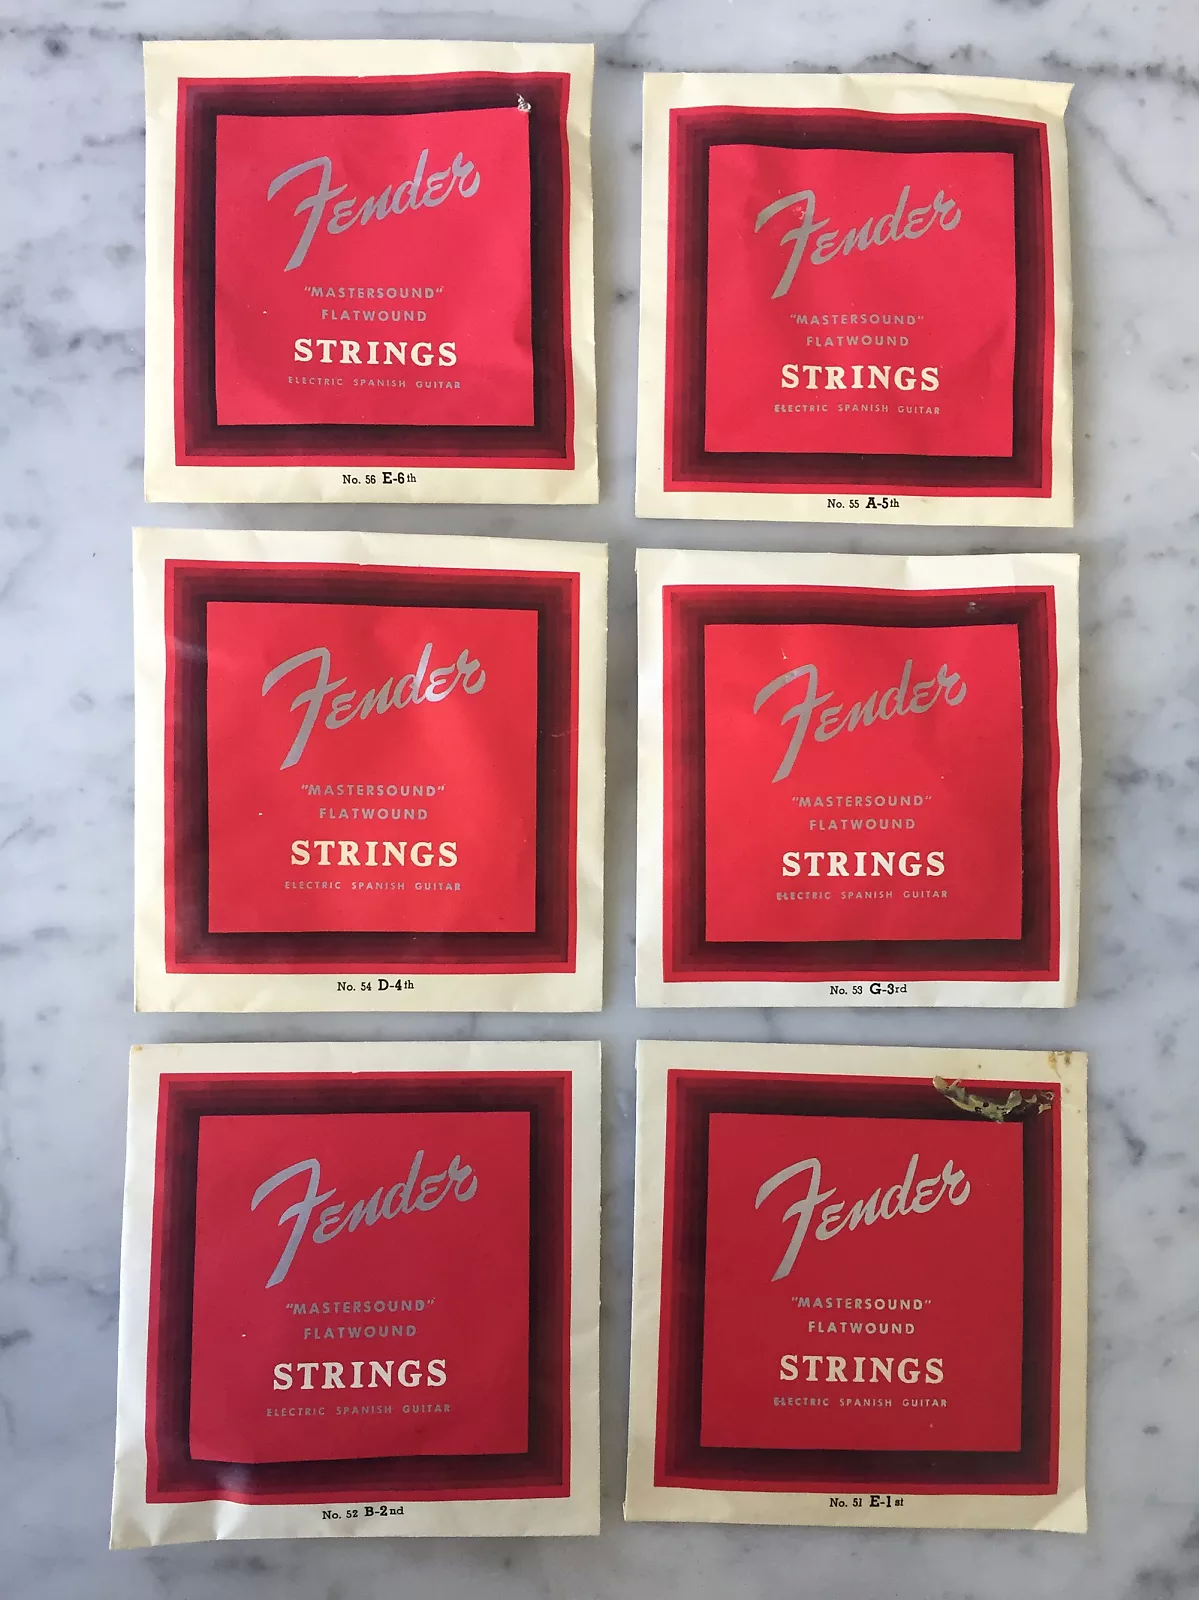 Fender
"MASTERSOUND"
FLATWOUND
STRINGS
ELECTRIC SPANISH GUITAR
No. 56 E-6th
Fender
"MASTERSOUND"
FLATWOUND
STRINGS
ELECTRIC SPANISH GUITAR
No. 55 A-5th
Fender
"MASTERSOUND"
FLATWOUND
STRINGS
ELECTRIC SPANISH GUITAR
No. 54 D-4th
Fender
"MASTERSOUND"
FLATWOUND
STRINGS
ELECTRIC SPANISH GUITAR
No. 53 G-3rd
Fender
"MASTERSOUND"
FLATWOUND
STRINGS
ELECTRIC SPANISH GUITAR
No. 52 B-2nd
Fender
"MASTERSOUND"
FLATWOUND
STRINGS
ELECTRIC SPANISH GUITAR
No. 51 E-1st